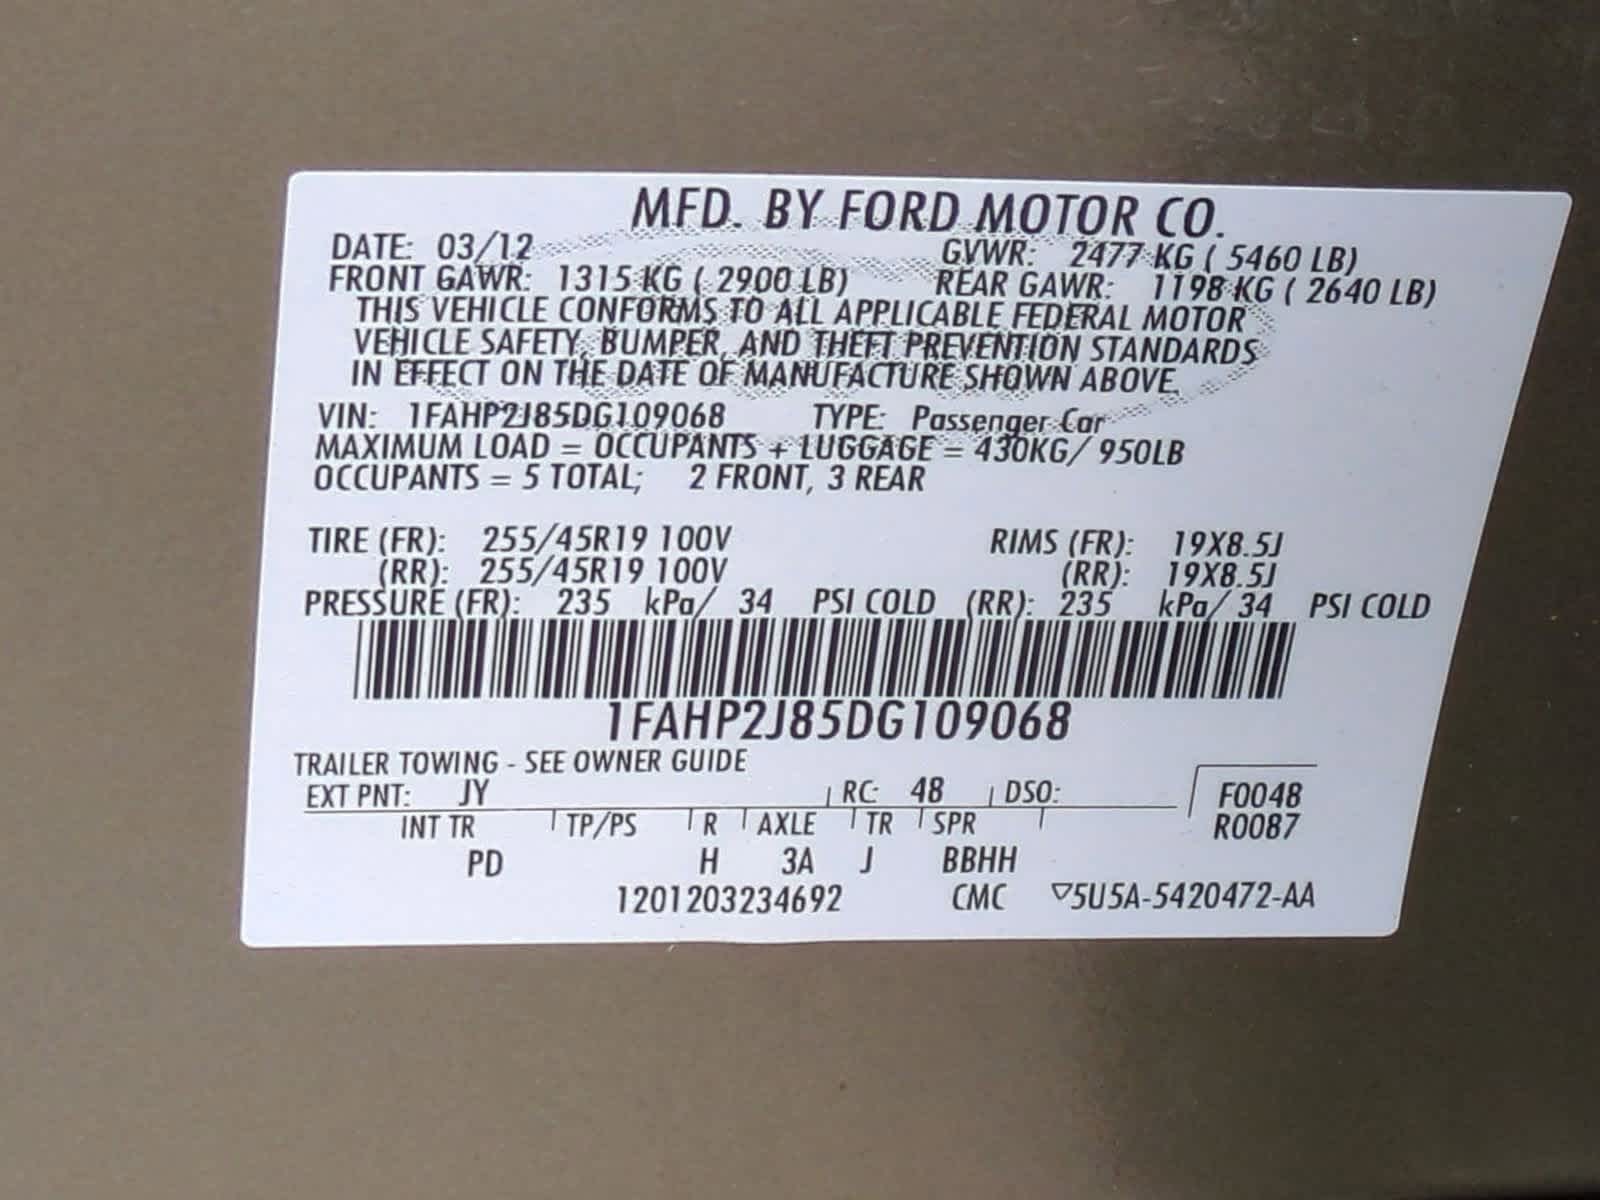 MFD. BY FORD MOTOR CO.
DATE: 03/12 GVWR: 2477 KG ( 5460 LB)
FRONT GAWR: 1315 KG ( 2900 LB) REAR GAWR: 1198 KG ( 2640 LB)
THIS VEHICLE CONFORMS TO ALL APPLICABLE FEDERAL MOTOR
VEHICLE SAFETY, BUMPER, AND THEFT PREVENTION STANDARDS
IN EFFECT ON THE DATE OF MANUFACTURE SHOWN ABOVE.
VIN: 1FAHP2J85DG109068 TYPE: Passenger Car
MAXIMUM LOAD = OCCUPANTS + LUGGAGE = 430KG/ 950LB
OCCUPANTS = 5 TOTAL; 2 FRONT, 3 REAR
TIRE (FR): 255/45R19 100V RIMS (FR): 19X8.5J
(RR): 255/45R19 100V (RR): 19X8.5J
PRESSURE (FR): 235 kPa/ 34 PSI COLD (RR): 235 kPa/ 34 PSI COLD
1FAHP2J85DG109068
TRAILER TOWING - SEE OWNER GUIDE
EXT PNT: JY RC: 48 DSO: F0048
INT TR TP/PS R AXLE TR SPR R0087
PD H 3A J BBHH
1201203234692 CMC ▽5U5A-5420472-AA